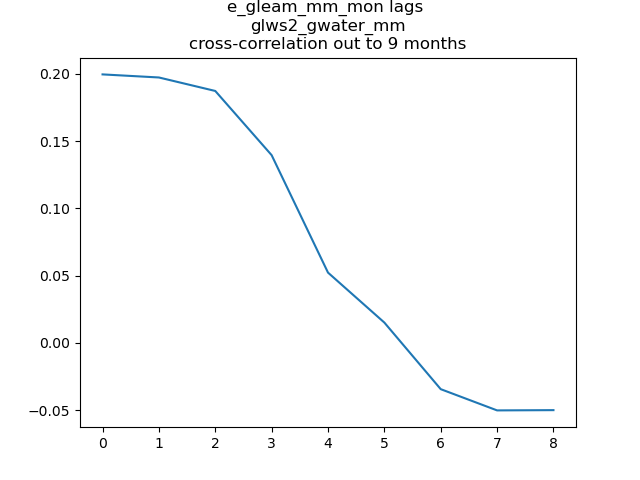 e_gleam_mm_mon lags
glws2_gwater_mm
cross-correlation out to 9 months
0.20
0.15
0.10
0.05
0.00
−0.05
0 1 2 3 4 5 6 7 8